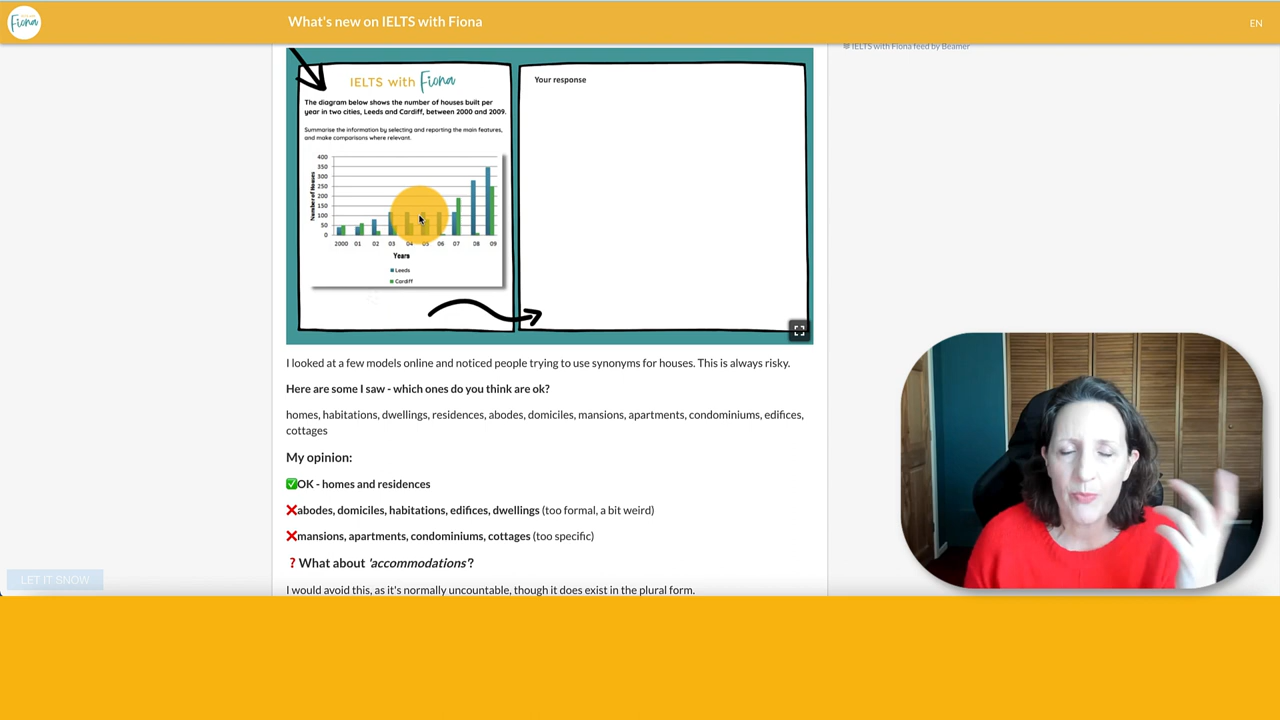 Fiona
What's new on IELTS with Fiona
EN
IELTS with Fiona feed by Beamer
IELTS with Fiona
The diagram below shows the number of houses built per
year in two cities, Leeds and Cardiff, between 2000 and 2009.
Summarise the information by selecting and reporting the main features,
and make comparisons where relevant.
400
350
300
250
200
150
100
50
0
Number of Houses
2000 01 02 03 04 05 06 07 08 09
Years
Leeds
Cardiff
Your response
I looked at a few models online and noticed people trying to use synonyms for houses. This is always risky.
Here are some I saw - which ones do you think are ok?
homes, habitations, dwellings, residences, abodes, domiciles, mansions, apartments, condominiums, edifices,
cottages
My opinion:
✅OK - homes and residences
❌abodes, domiciles, habitations, edifices, dwellings (too formal, a bit weird)
❌mansions, apartments, condominiums, cottages (too specific)
❓What about 'accommodations'?
I would avoid this, as it's normally uncountable, though it does exist in the plural form.
LET IT SNOW